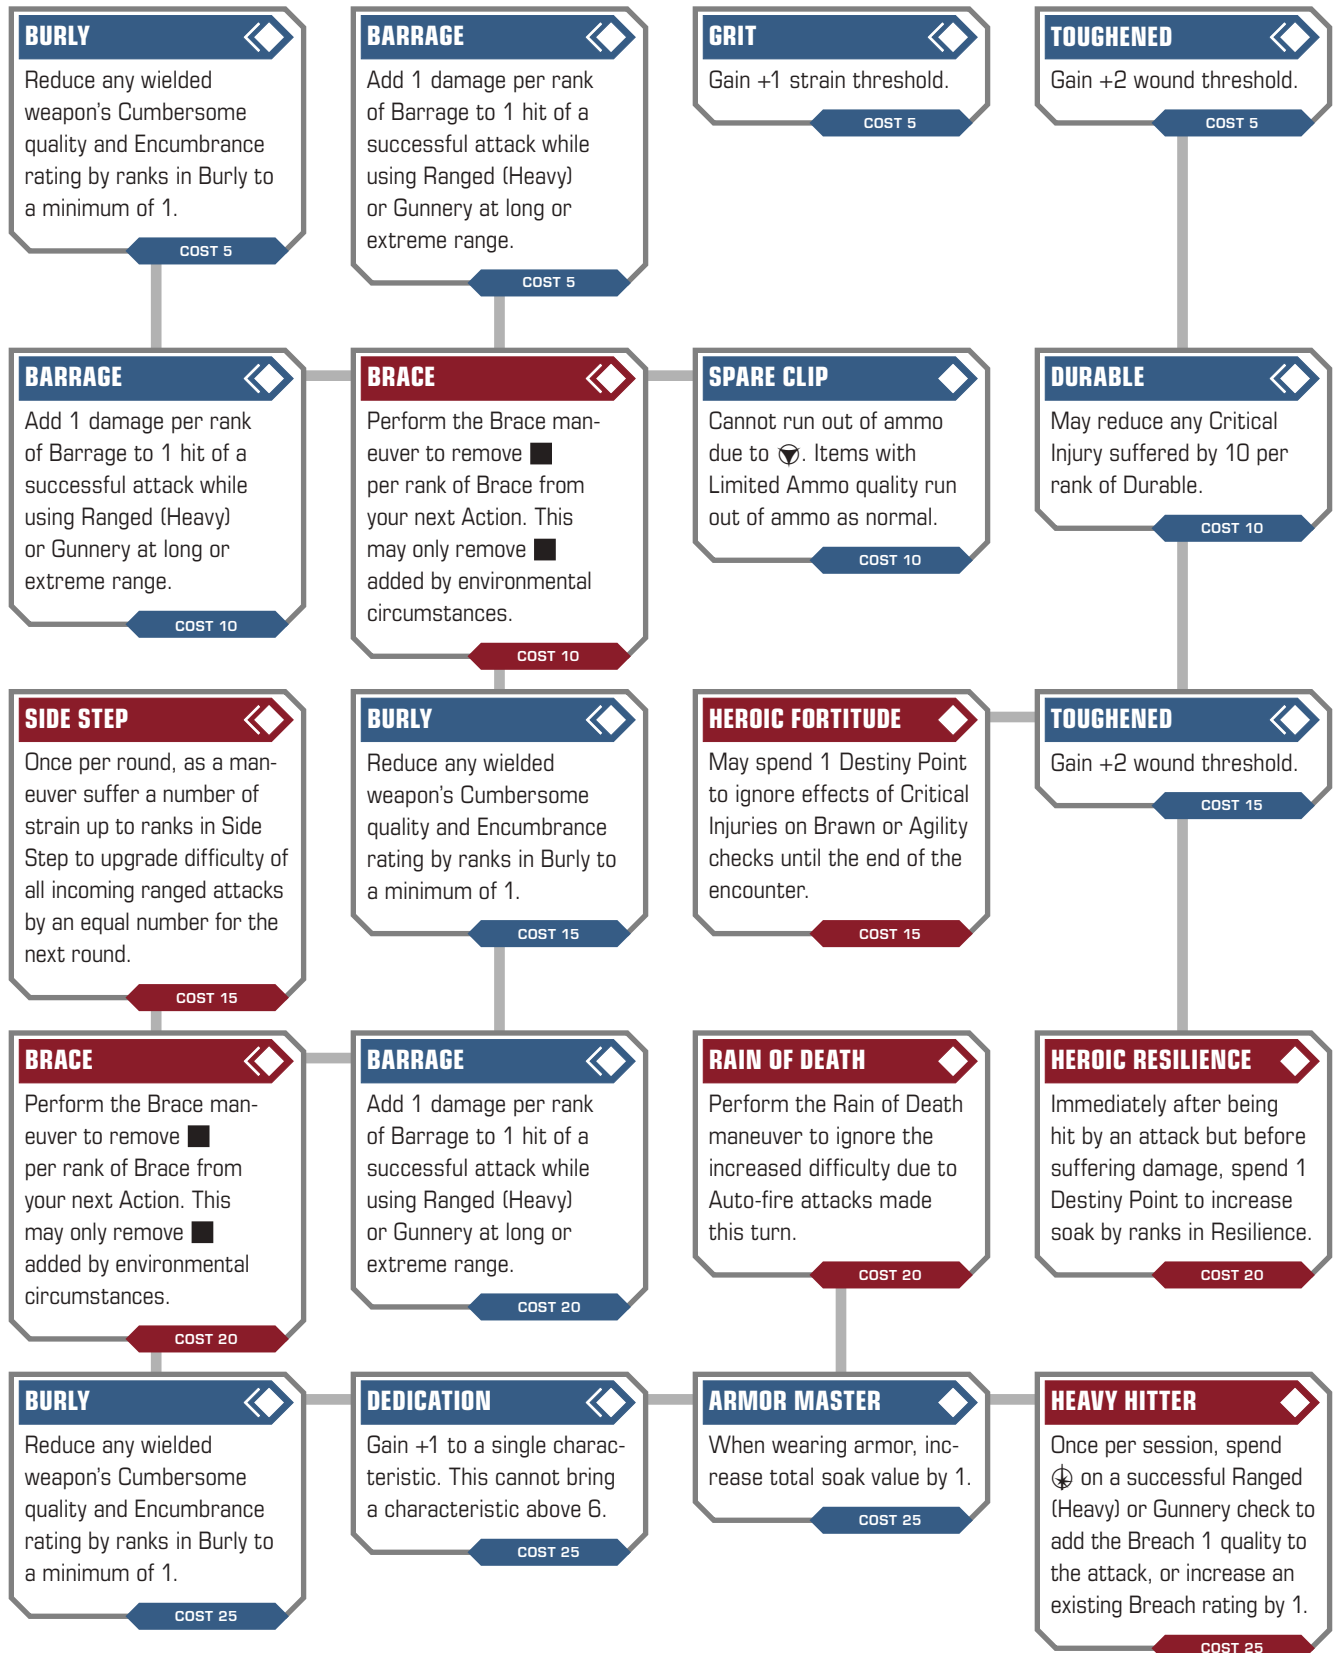 BURLY
Reduce any wielded
weapon's Cumbersome
quality and Encumbrance
rating by ranks in Burly to
a minimum of 1.
COST 5
BARRAGE
Add 1 damage per rank
of Barrage to 1 hit of a
successful attack while
using Ranged (Heavy)
or Gunnery at long or
extreme range.
COST 5
GRIT
Gain +1 strain threshold.
COST 5
TOUGHENED
Gain +2 wound threshold.
COST 5
BARRAGE
Add 1 damage per rank
of Barrage to 1 hit of a
successful attack while
using Ranged (Heavy)
or Gunnery at long or
extreme range.
COST 10
BRACE
Perform the Brace man-
euver to remove
per rank of Brace from
your next Action. This
may only remove
added by environmental
circumstances.
COST 10
SPARE CLIP
Cannot run out of ammo
due to . Items with
Limited Ammo quality run
out of ammo as normal.
COST 10
DURABLE
May reduce any Critical
Injury suffered by 10 per
rank of Durable.
COST 10
SIDE STEP
Once per round, as a man-
euver suffer a number of
strain up to ranks in Side
Step to upgrade difficulty of
all incoming ranged attacks
by an equal number for the
next round.
COST 15
BURLY
Reduce any wielded
weapon's Cumbersome
quality and Encumbrance
rating by ranks in Burly to
a minimum of 1.
COST 15
HEROIC FORTITUDE
May spend 1 Destiny Point
to ignore effects of Critical
Injuries on Brawn or Agility
checks until the end of the
encounter.
COST 15
TOUGHENED
Gain +2 wound threshold.
COST 15
BRACE
Perform the Brace man-
euver to remove
per rank of Brace from
your next Action. This
may only remove
added by environmental
circumstances.
COST 20
BARRAGE
Add 1 damage per rank
of Barrage to 1 hit of a
successful attack while
using Ranged (Heavy)
or Gunnery at long or
extreme range.
COST 20
RAIN OF DEATH
Perform the Rain of Death
maneuver to ignore the
increased difficulty due to
Auto-fire attacks made
this turn.
COST 20
HEROIC RESILIENCE
Immediately after being
hit by an attack but before
suffering damage, spend 1
Destiny Point to increase
soak by ranks in Resilience.
COST 20
BURLY
Reduce any wielded
weapon's Cumbersome
quality and Encumbrance
rating by ranks in Burly to
a minimum of 1.
COST 25
DEDICATION
Gain +1 to a single charac-
teristic. This cannot bring
a characteristic above 6.
COST 25
ARMOR MASTER
When wearing armor, inc-
rease total soak value by 1.
COST 25
HEAVY HITTER
Once per session, spend
on a successful Ranged
(Heavy) or Gunnery check to
add the Breach 1 quality to
the attack, or increase an
existing Breach rating by 1.
COST 25